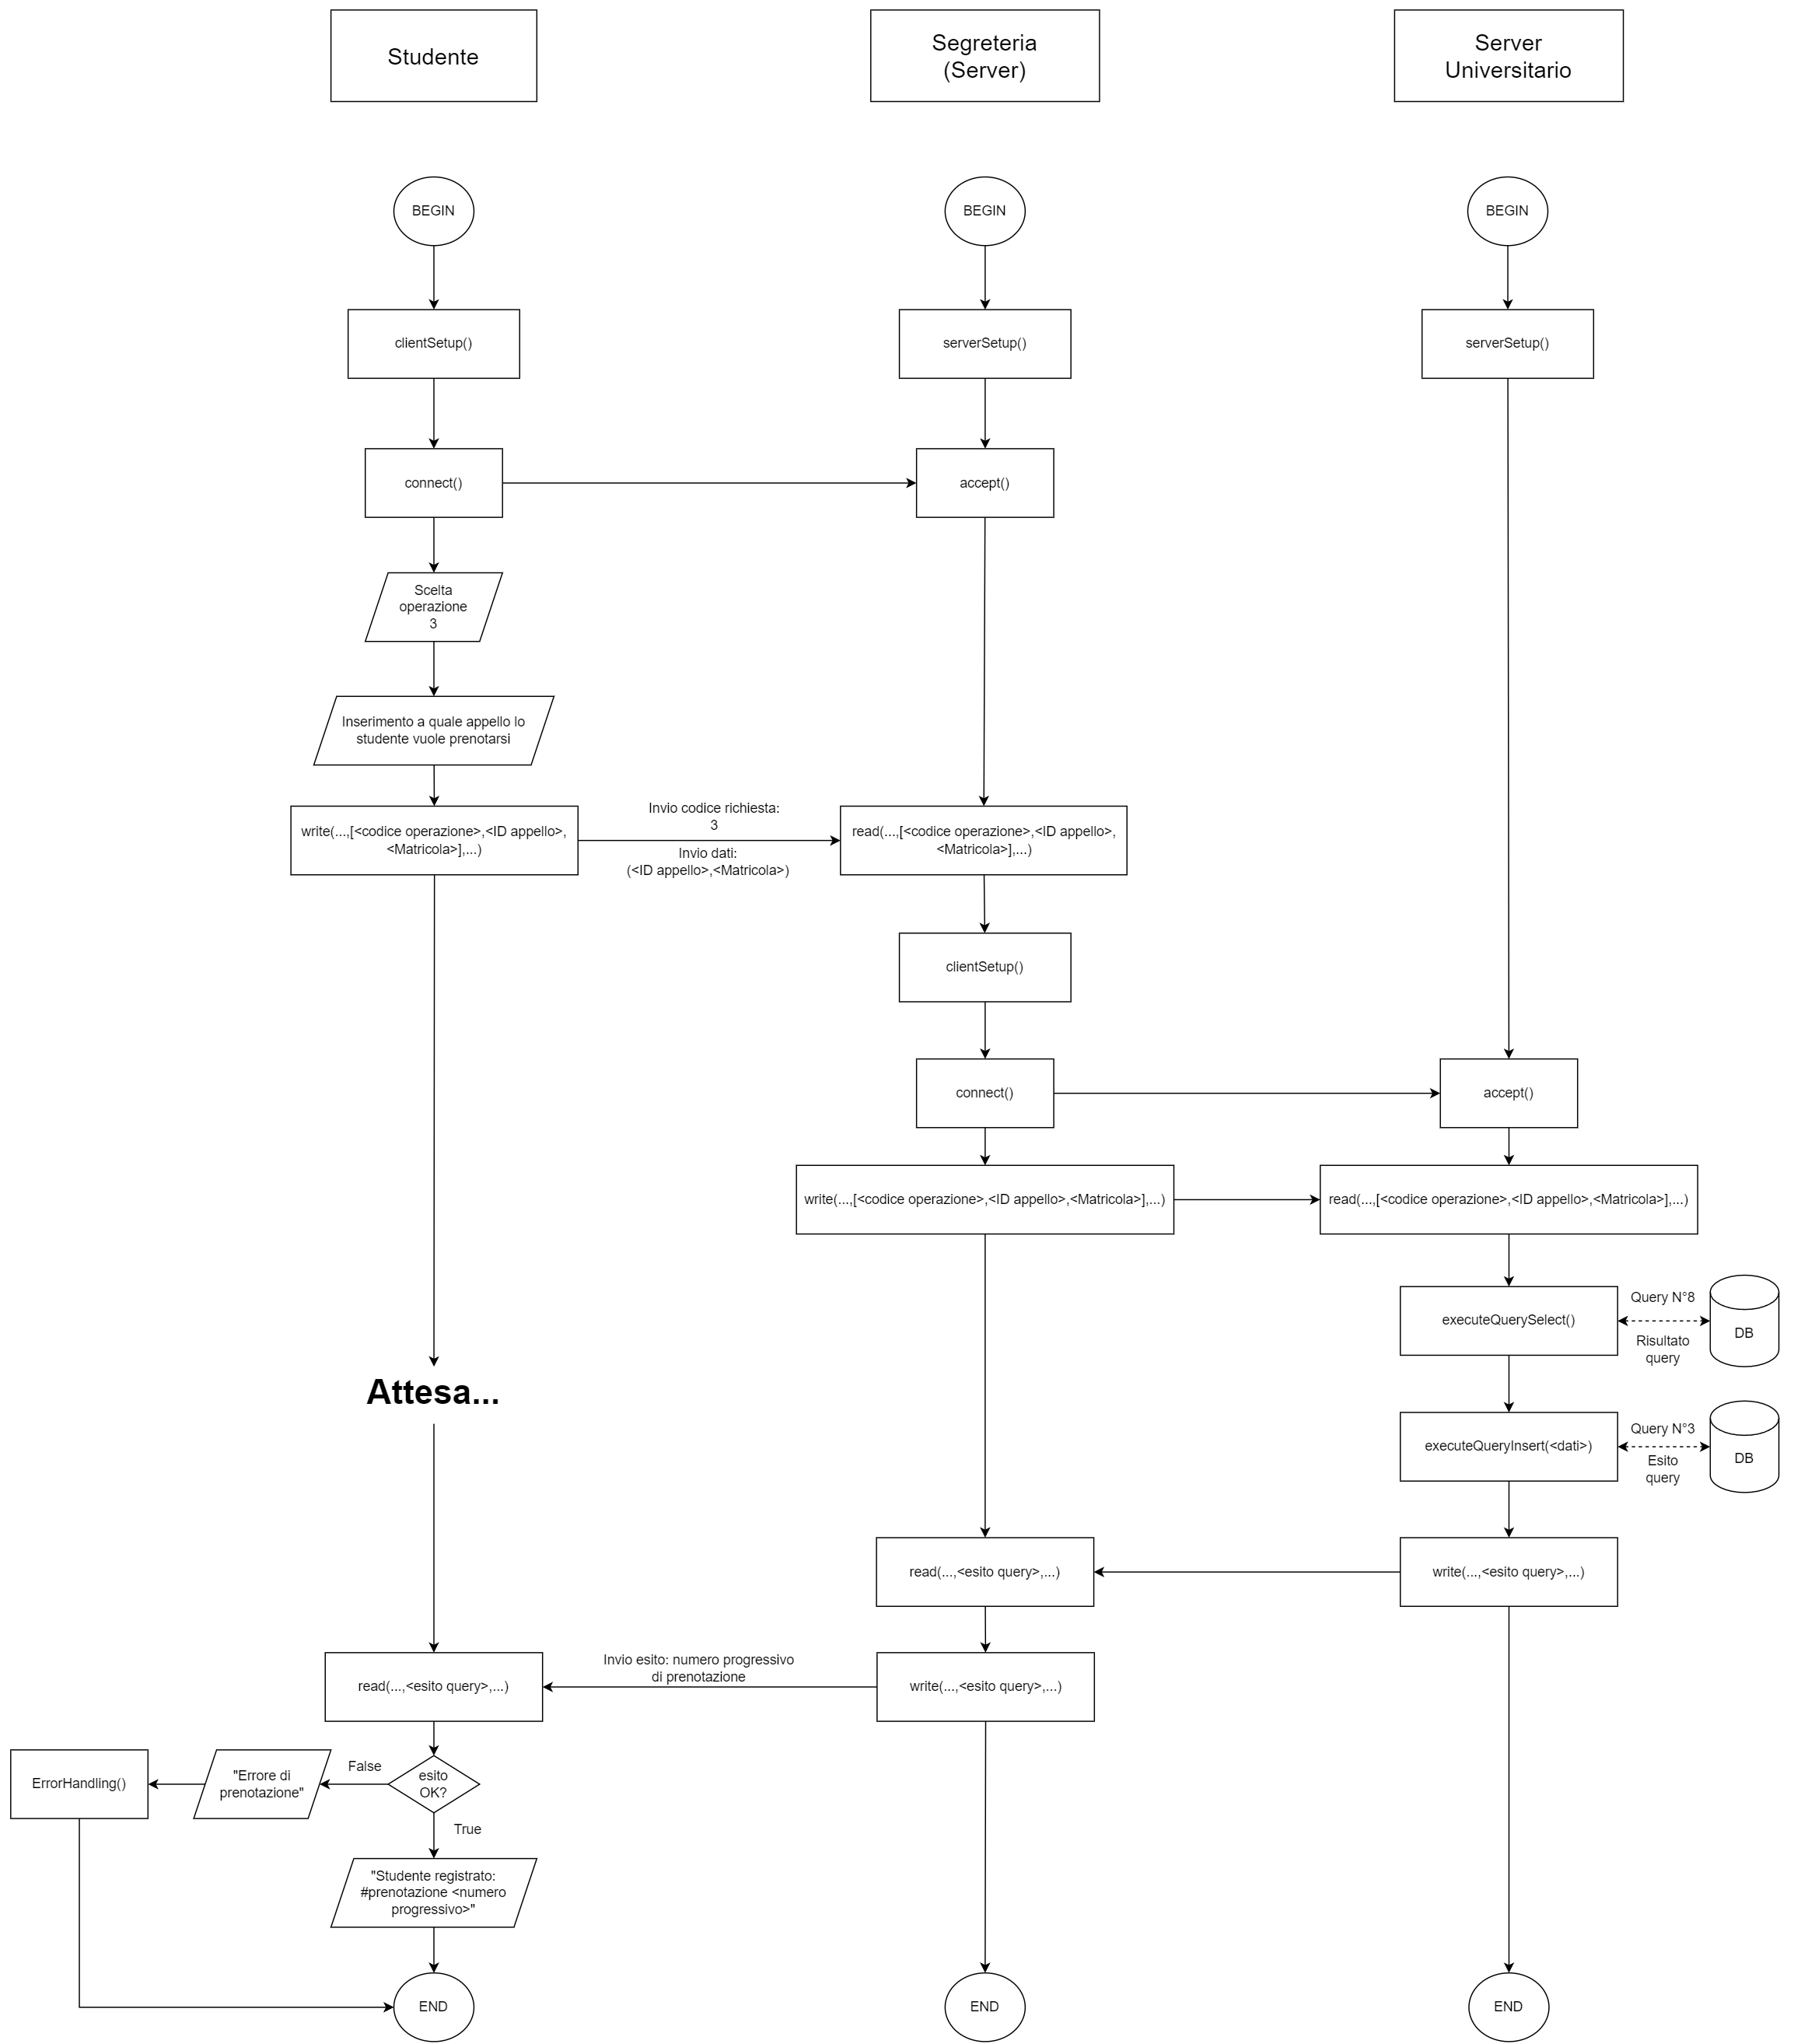 Studente
Segreteria
(Server)
Server
Universitario
BEGIN
BEGIN
BEGIN
clientSetup()
serverSetup()
serverSetup()
connect()
accept()
Scelta
operazione
3
Inserimento a quale appello lo
studente vuole prenotarsi
write(...,[<codice operazione>,<ID appello>,
<Matricola>],...)
Invio codice richiesta:
3
Invio dati:
(<ID appello>,<Matricola>)
read(...,[<codice operazione>,<ID appello>,
<Matricola>],...)
clientSetup()
connect()
accept()
write(...,[<codice operazione>,<ID appello>,<Matricola>],...)
read(...,[<codice operazione>,<ID appello>,<Matricola>],...)
executeQuerySelect()
Query N°8
Risultato
query
DB
Attesa...
executeQueryInsert(<dati>)
Query N°3
Esito
query
DB
read(...,<esito query>,...)
write(...,<esito query>,...)
read(...,<esito query>,...)
Invio esito: numero progressivo
di prenotazione
write(...,<esito query>,...)
ErrorHandling()
"Errore di
prenotazione"
False
esito
OK?
True
"Studente registrato:
#prenotazione <numero
progressivo>"
END
END
END